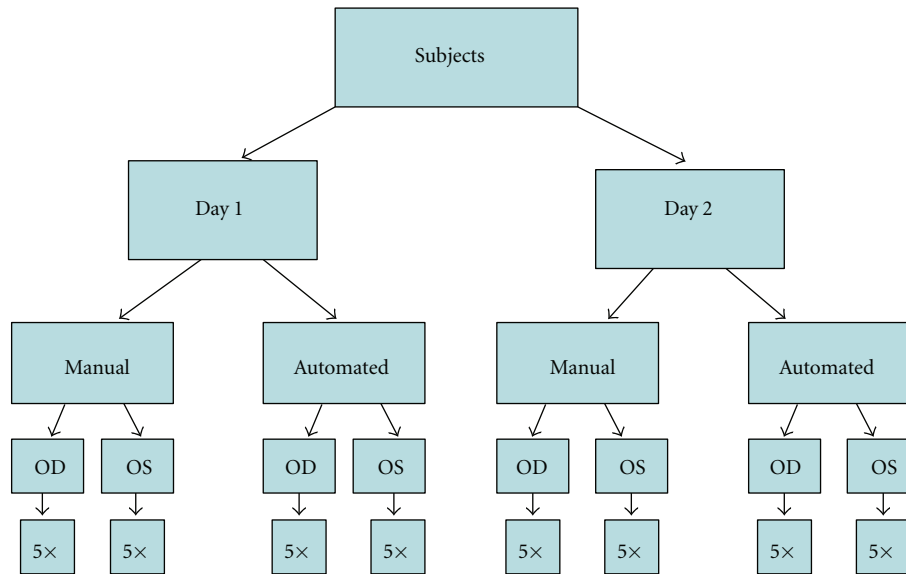 Subjects
Day 1
Day 2
Manual
Automated
Manual
Automated
OD
OS
OD
OS
OD
OS
OD
OS
5×
5×
5×
5×
5×
5×
5×
5×